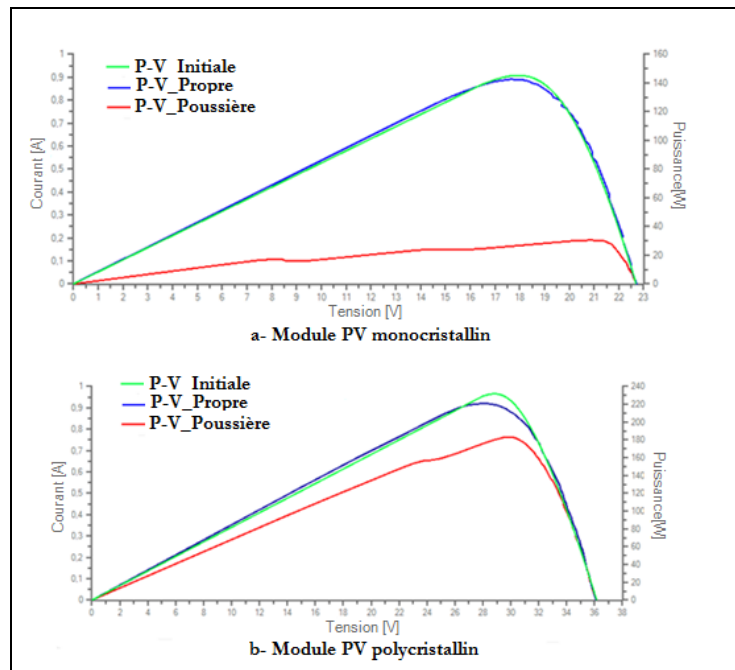 P-V_Initiale
P-V_Propre
P-V_Poussière
Courant [A]
1
0,9
0,8
0,7
0,6
0,5
0,4
0,3
0,2
0,1
0
160
140
120
100
80
60
40
20
0
Puissance[W]
0 1 2 3 4 5 6 7 8 9 10 11 12 13 14 15 16 17 18 19 20 21 22 23
Tension [V]
a- Module PV monocristallin
P-V_Initiale
P-V_Propre
P-V_Poussière
Courant [A]
1
0,9
0,8
0,7
0,6
0,5
0,4
0,3
0,2
0,1
0
240
220
200
180
160
140
120
100
80
60
40
20
0
Puissance[W]
0 2 4 6 8 10 12 14 16 18 20 22 24 26 28 30 32 34 36 38
Tension [V]
b- Module PV polycristallin